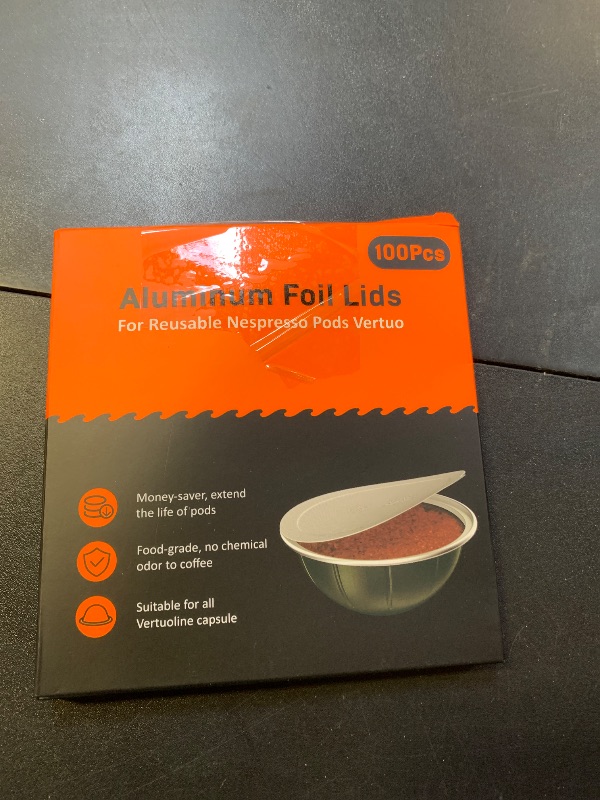 100Pcs
Aluminum Foil Lids
For Reusable Nespresso Pods Vertuo
Money-saver, extend
the life of pods
Food-grade, no chemical
odor to coffee
Suitable for all
Vertuoline capsule